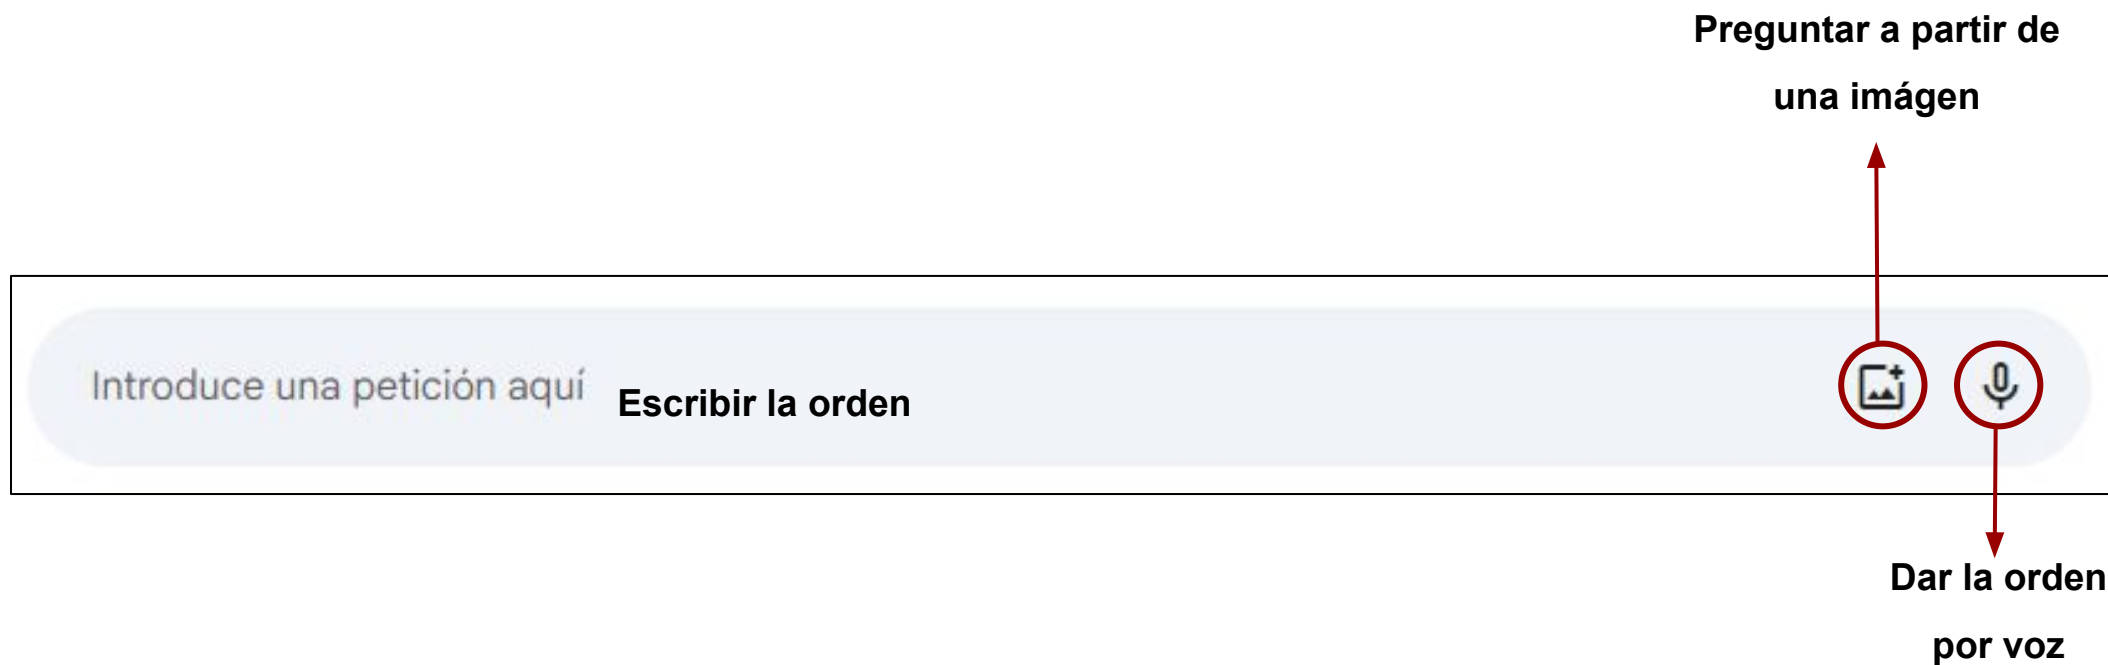 Preguntar a partir de
una imágen
Introduce una petición aquí
Escribir la orden
Dar la orden
por voz